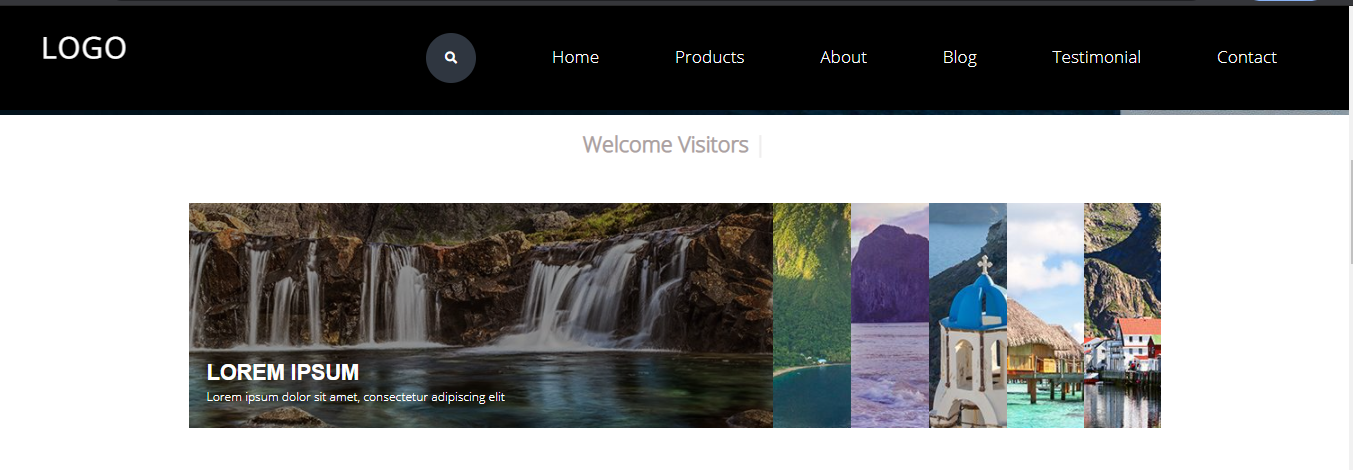 LOGO
Home Products About Blog Testimonial Contact
Welcome Visitors
LOREM IPSUM
Lorem ipsum dolor sit amet, consectetur adipiscing elit